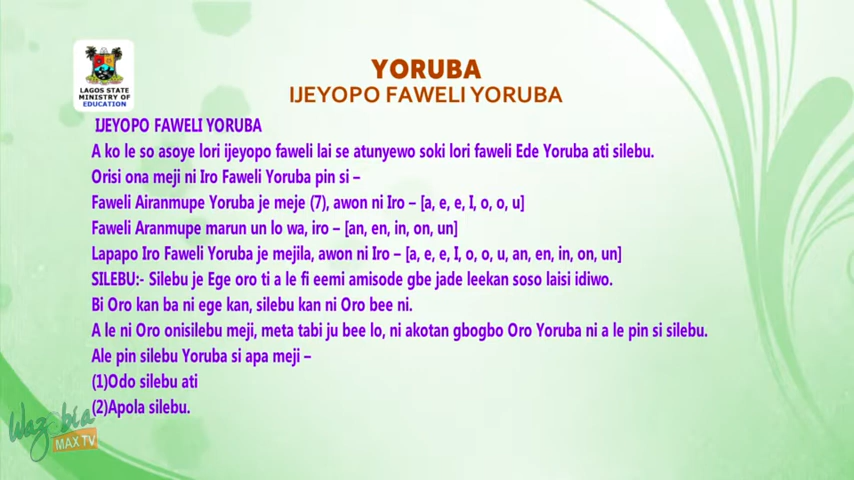 LAGOS STATE
MINISTRY OF
EDUCATION
YORUBA
IJEYOPO FAWELI YORUBA
IJEYOPO FAWELI YORUBA
A ko le so asoye lori ijeyopo faweli lai se atunyewo soki lori faweli Ede Yoruba ati silebu.
Orisi ona meji ni Iro Faweli Yoruba pin si –
Faweli Airanmupe Yoruba je meje (7), awon ni Iro – [a, e, e, I, o, o, u]
Faweli Aranmupe marun un lo wa, iro – [an, en, in, on, un]
Lapapo Iro Faweli Yoruba je mejila, awon ni Iro – [a, e, e, I, o, o, u, an, en, in, on, un]
SILEBU:- Silebu je Ege oro ti a le fi eemi amisode gbe jade leekan soso laisi idiwo.
Bi Oro kan ba ni ege kan, silebu kan ni Oro bee ni.
A le ni Oro onisilebu meji, meta tabi ju bee lo, ni akotan gbogbo Oro Yoruba ni a le pin si silebu.
Ale pin silebu Yoruba si apa meji –
(1)Odo silebu ati
(2)Apola silebu.
Wazobia
MAX TV